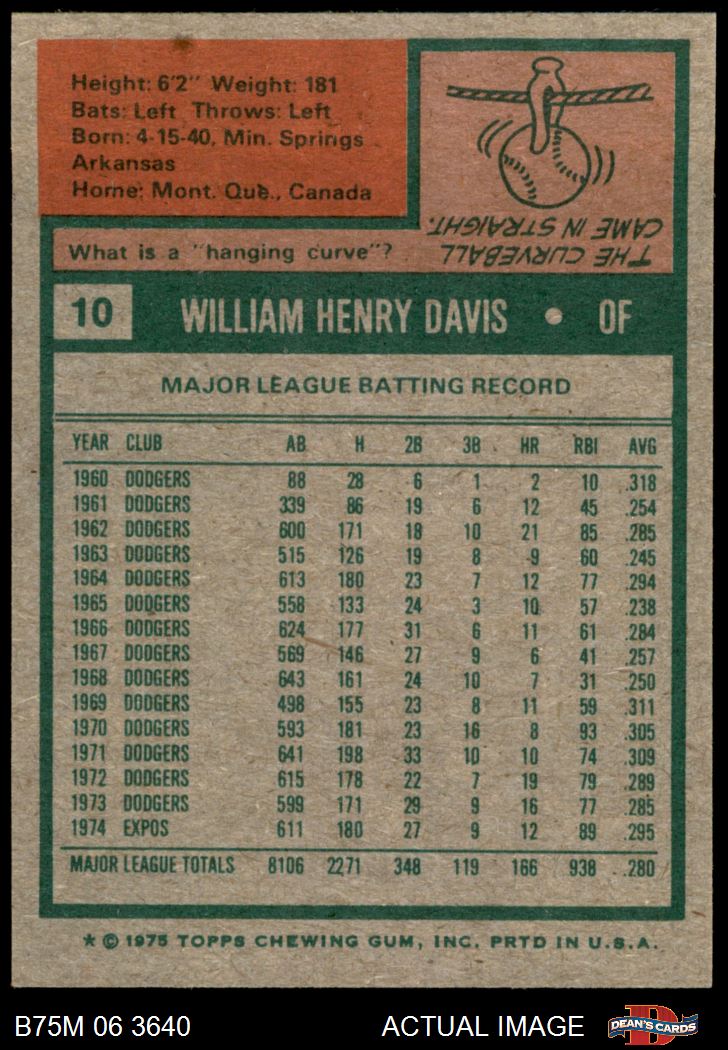 Height: 6'2" Weight: 181
Bats: Left Throws: Left
Born: 4-15-40, Min. Springs
Arkansas
Home: Mont. Que., Canada
What is a "hanging curve"?
THE CURVEBALL
CAME IN STRAIGHT.
10 WILLIAM HENRY DAVIS • OF
MAJOR LEAGUE BATTING RECORD
YEAR CLUB AB H 2B 3B HR RBI AVG
1960 DODGERS 88 28 6 1 2 10 .318
1961 DODGERS 339 86 19 6 12 45 .254
1962 DODGERS 600 171 18 10 21 85 .285
1963 DODGERS 515 126 19 8 9 60 .245
1964 DODGERS 613 180 23 7 12 77 .294
1965 DODGERS 558 133 24 3 10 57 .238
1966 DODGERS 624 177 31 6 11 61 .284
1967 DODGERS 569 146 27 9 6 41 .257
1968 DODGERS 643 161 24 10 7 31 .250
1969 DODGERS 498 155 23 8 11 59 .311
1970 DODGERS 593 181 23 16 8 93 .305
1971 DODGERS 641 198 33 10 10 74 .309
1972 DODGERS 615 178 22 7 19 79 .289
1973 DODGERS 599 171 29 9 16 77 .285
1974 EXPOS 611 180 27 9 12 89 .295
MAJOR LEAGUE TOTALS 8106 2271 348 119 166 938 .280
★ © 1975 TOPPS CHEWING GUM, INC. PRTD IN U.S.A.
B75M 06 3640 ACTUAL IMAGE D DEAN'S CARDS